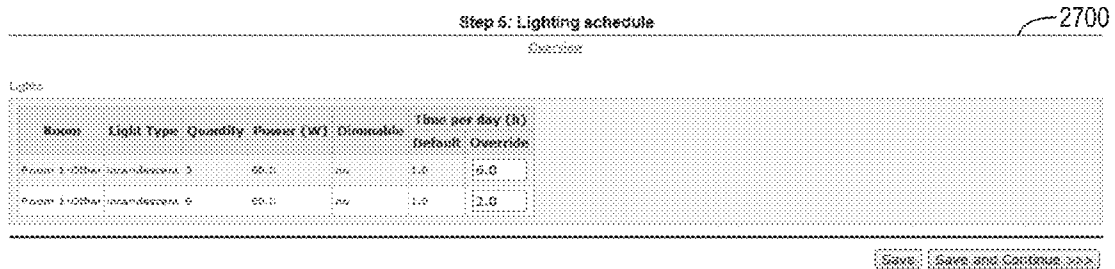 Step 5: Lighting schedule
2700
Overview
Lights
Room Light Type Quantity Power (W) Dimmable Time per day (h)
Default Override
Room 1-Other incandescent 3 60.0 no 1.0 6.0
Room 1-Other incandescent 6 60.0 no 1.0 2.0
Save Save and Continue >>>